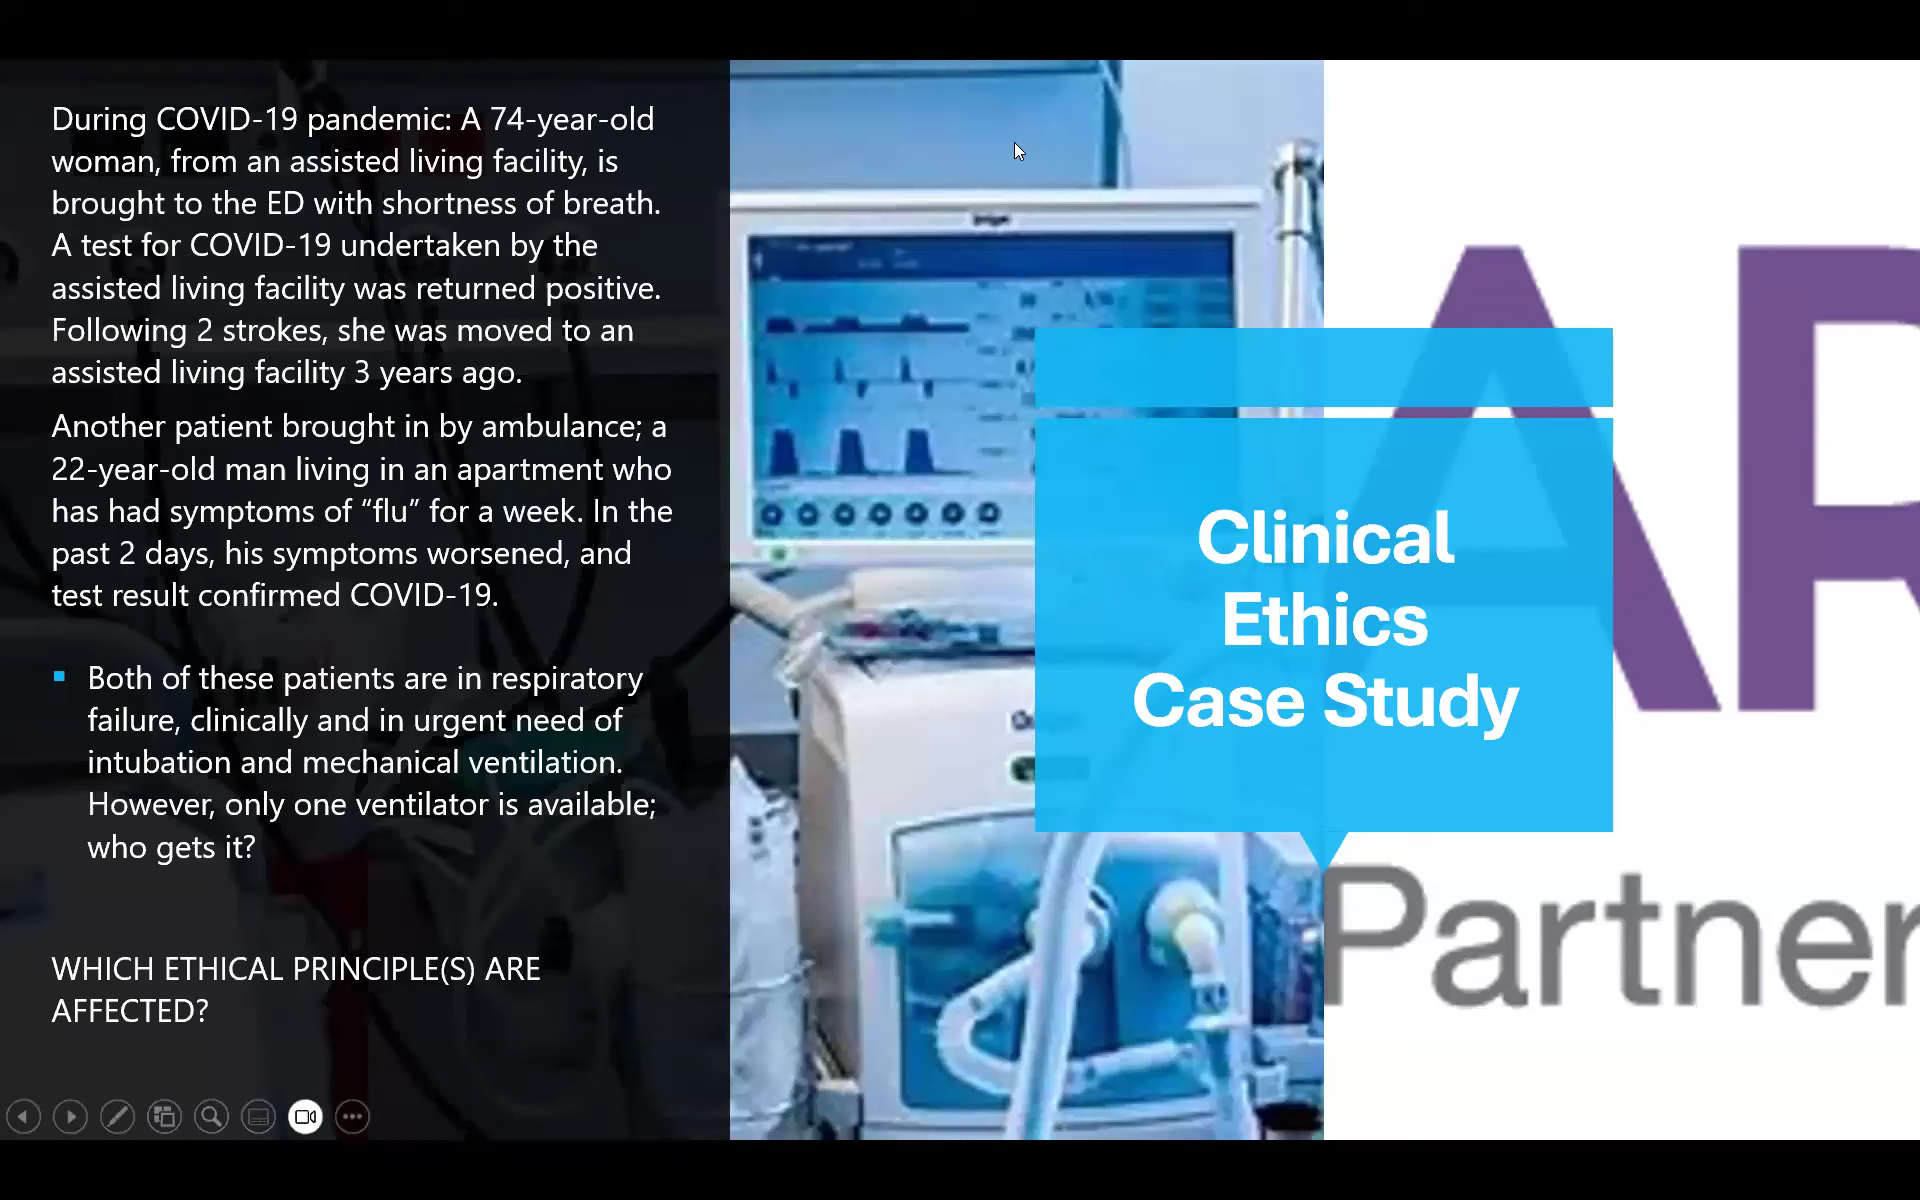 During COVID-19 pandemic: A 74-year-old
woman, from an assisted living facility, is
brought to the ED with shortness of breath.
A test for COVID-19 undertaken by the
assisted living facility was returned positive.
Following 2 strokes, she was moved to an
assisted living facility 3 years ago.
Another patient brought in by ambulance; a
22-year-old man living in an apartment who
has had symptoms of “flu” for a week. In the
past 2 days, his symptoms worsened, and
test result confirmed COVID-19.
Both of these patients are in respiratory
failure, clinically and in urgent need of
intubation and mechanical ventilation.
However, only one ventilator is available;
who gets it?
WHICH ETHICAL PRINCIPLE(S) ARE
AFFECTED?
Clinical
Ethics
Case Study
AR
Partner